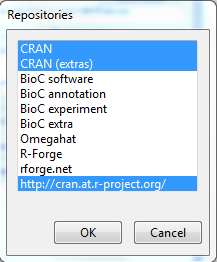 Repositories
CRAN
CRAN (extras)
BioC software
BioC annotation
BioC experiment
BioC extra
Omegahat
R-Forge
rforge.net
http://cran.at.r-project.org/
OK
Cancel